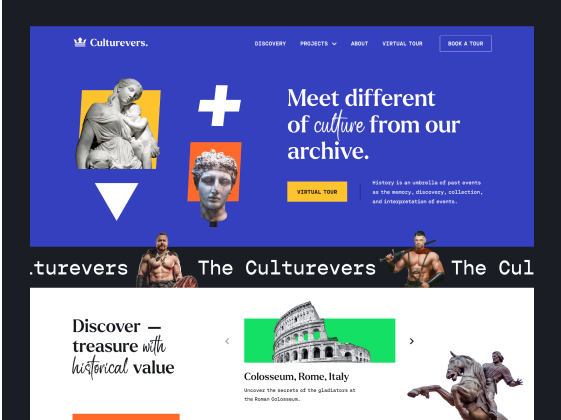 Culturevers.
DISCOVERY PROJECTS ABOUT VIRTUAL TOUR BOOK A TOUR
Meet different
of culture from our
archive.
VIRTUAL TOUR
History is an umbrella of past events
as the memory, discovery, collection,
and interpretation of events.
.turevers The Culturevers The Cul
Discover —
treasure with
historical value
Colosseum, Rome, Italy
Uncover the secrets of the gladiators at
the Roman Colosseum.